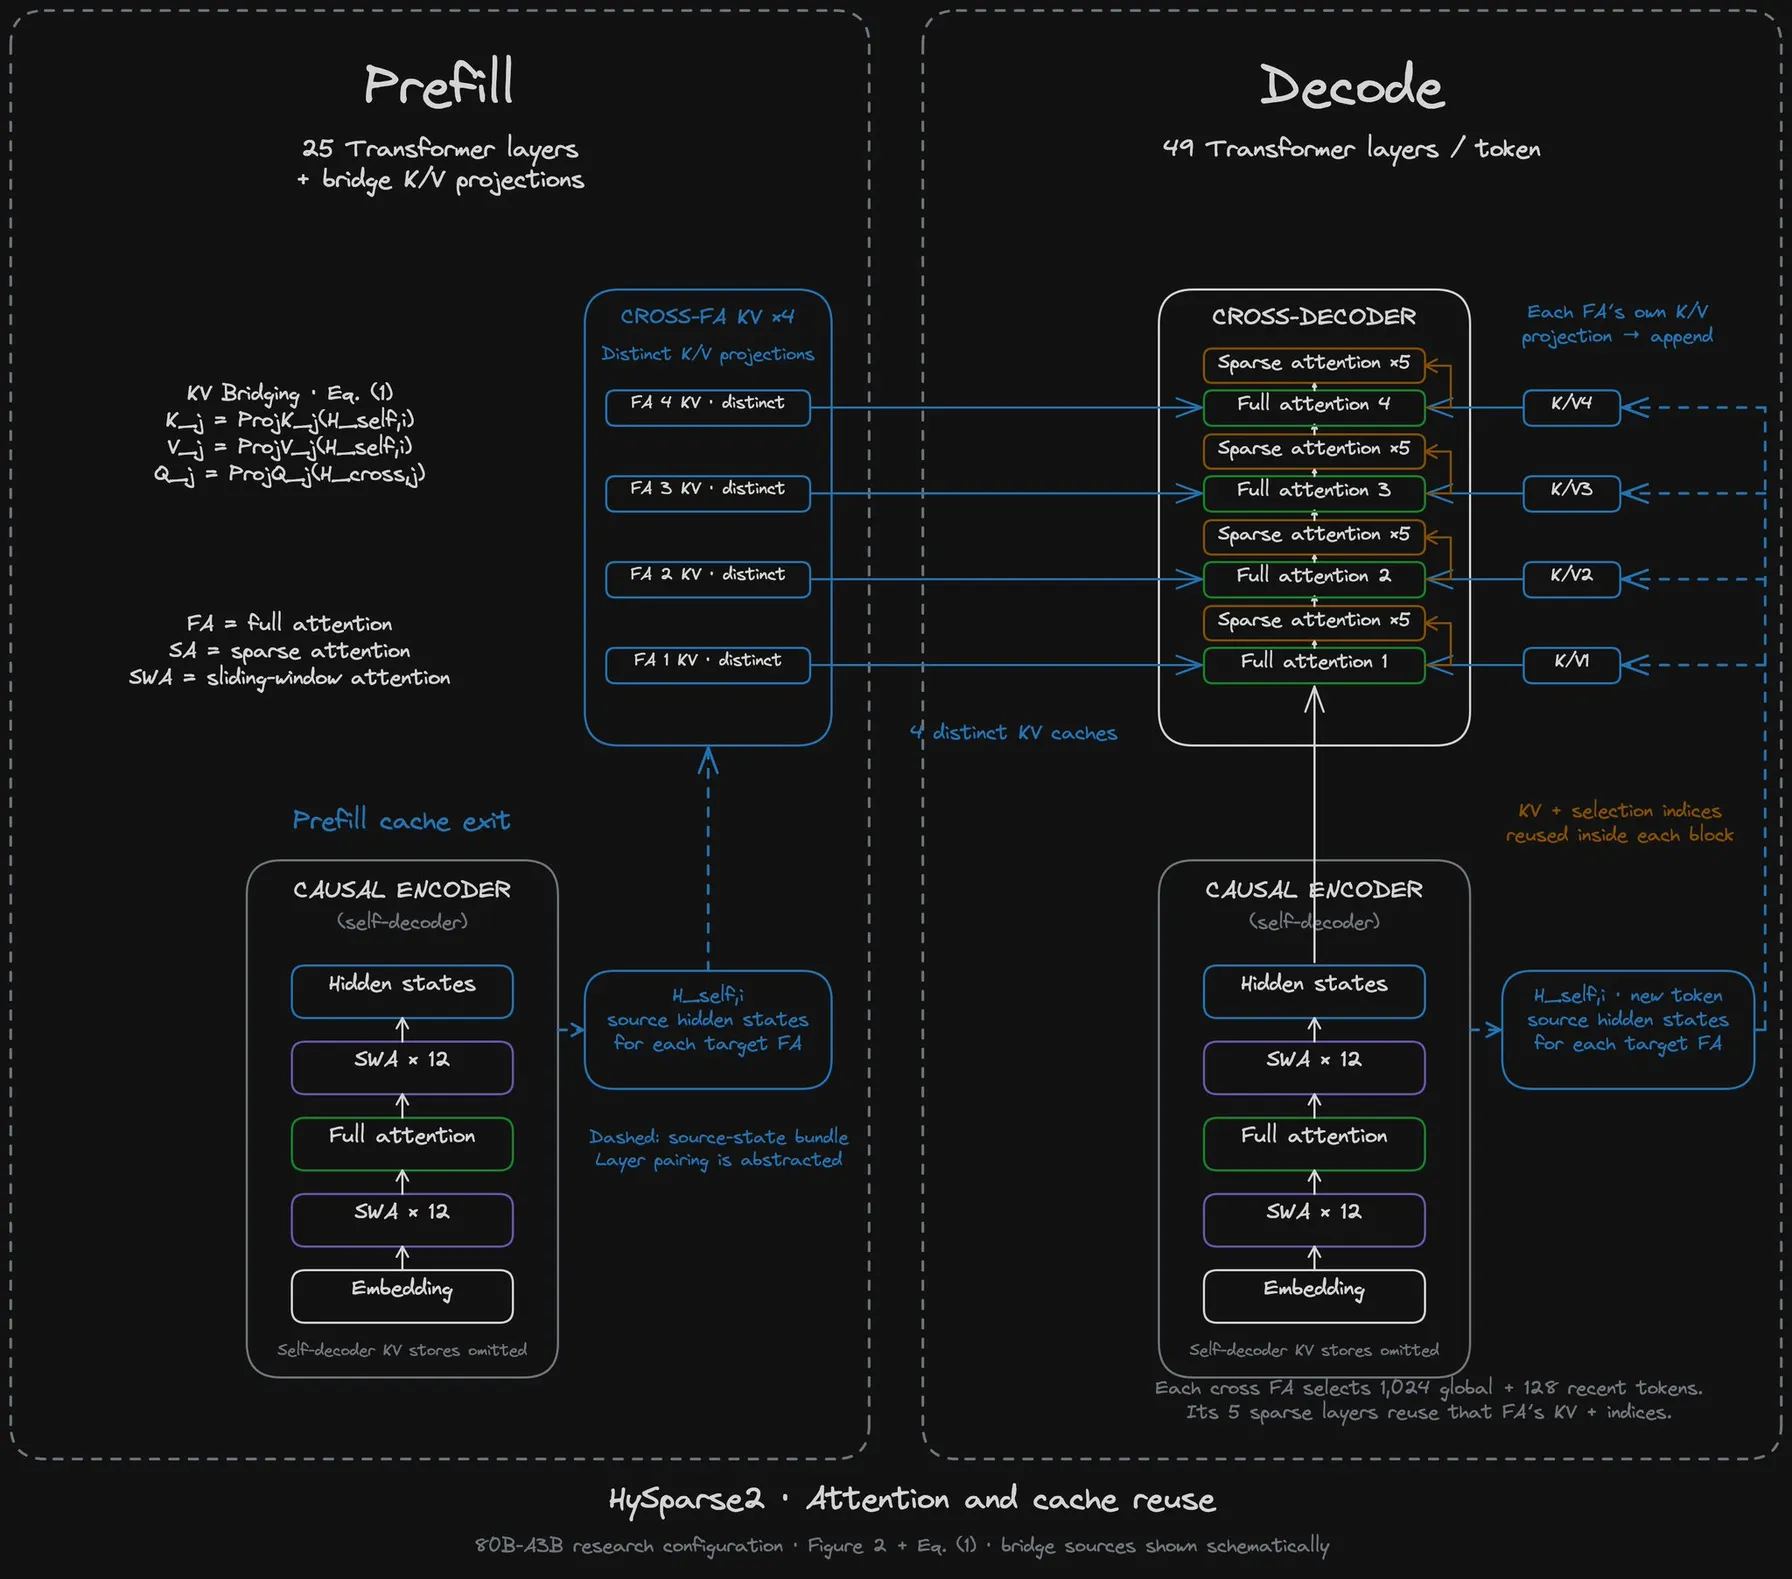 Prefill
25 Transformer layers
+ bridge K/V projections
CROSS-FA KV ×4
Distinct K/V projections
FA 4 KV · distinct
FA 3 KV · distinct
FA 2 KV · distinct
FA 1 KV · distinct
KV Bridging · Eq. (1)
K_j = ProjK_j(H_self,i)
V_j = ProjV_j(H_self,i)
Q_j = ProjQ_j(H_cross,j)
FA = full attention
SA = sparse attention
SWA = sliding-window attention
Prefill cache exit
CAUSAL ENCODER
(self-decoder)
Hidden states
SWA × 12
Full attention
SWA × 12
Embedding
Self-decoder KV stores omitted
H_self,i
source hidden states
for each target FA
Dashed: source-state bundle
Layer pairing is abstracted
4 distinct KV caches
Decode
49 Transformer layers / token
CROSS-DECODER
Sparse attention ×5
Full attention 4
Sparse attention ×5
Full attention 3
Sparse attention ×5
Full attention 2
Sparse attention ×5
Full attention 1
Each FA's own K/V
projection → append
K/V4
K/V3
K/V2
K/V1
KV + selection indices
reused inside each block
CAUSAL ENCODER
(self-decoder)
Hidden states
SWA × 12
Full attention
SWA × 12
Embedding
Self-decoder KV stores omitted
H_self,i · new token
source hidden states
for each target FA
Each cross FA selects 1,024 global + 128 recent tokens.
Its 5 sparse layers reuse that FA's KV + indices.
HySparse2 · Attention and cache reuse
80B-A3B research configuration · Figure 2 + Eq. (1) · bridge sources shown schematically